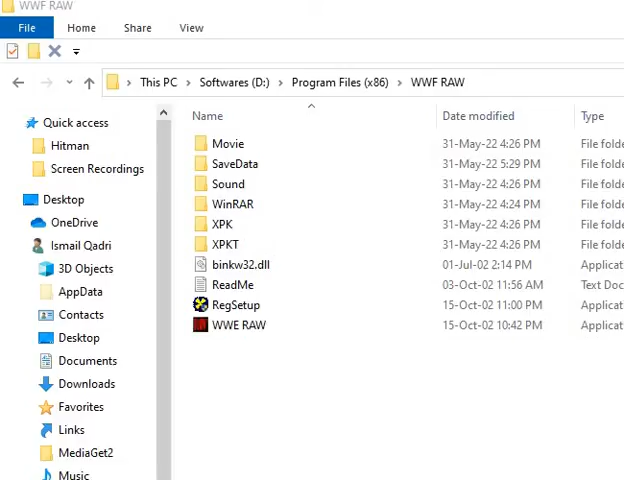 WWF RAW
File Home Share View
This PC Softwares (D:) Program Files (x86) WWF RAW
Name Date modified Type
Quick access
Hitman
Screen Recordings
Desktop
OneDrive
Ismail Qadri
3D Objects
AppData
Contacts
Desktop
Documents
Downloads
Favorites
Links
MediaGet2
Music
Movie 31-May-22 4:26 PM File folde
SaveData 31-May-22 5:29 PM File folde
Sound 31-May-22 4:26 PM File folde
WinRAR 31-May-22 4:24 PM File folde
XPK 31-May-22 4:26 PM File folde
XPKT 31-May-22 4:26 PM File folde
binkw32.dll 01-Jul-02 2:14 PM Applicati
ReadMe 03-Oct-02 11:56 AM Text Doc
RegSetup 15-Oct-02 11:00 PM Applicati
WWE RAW 15-Oct-02 10:42 PM Applicati